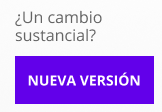 ¿Un cambio
sustancial?
NUEVA VERSIÓN